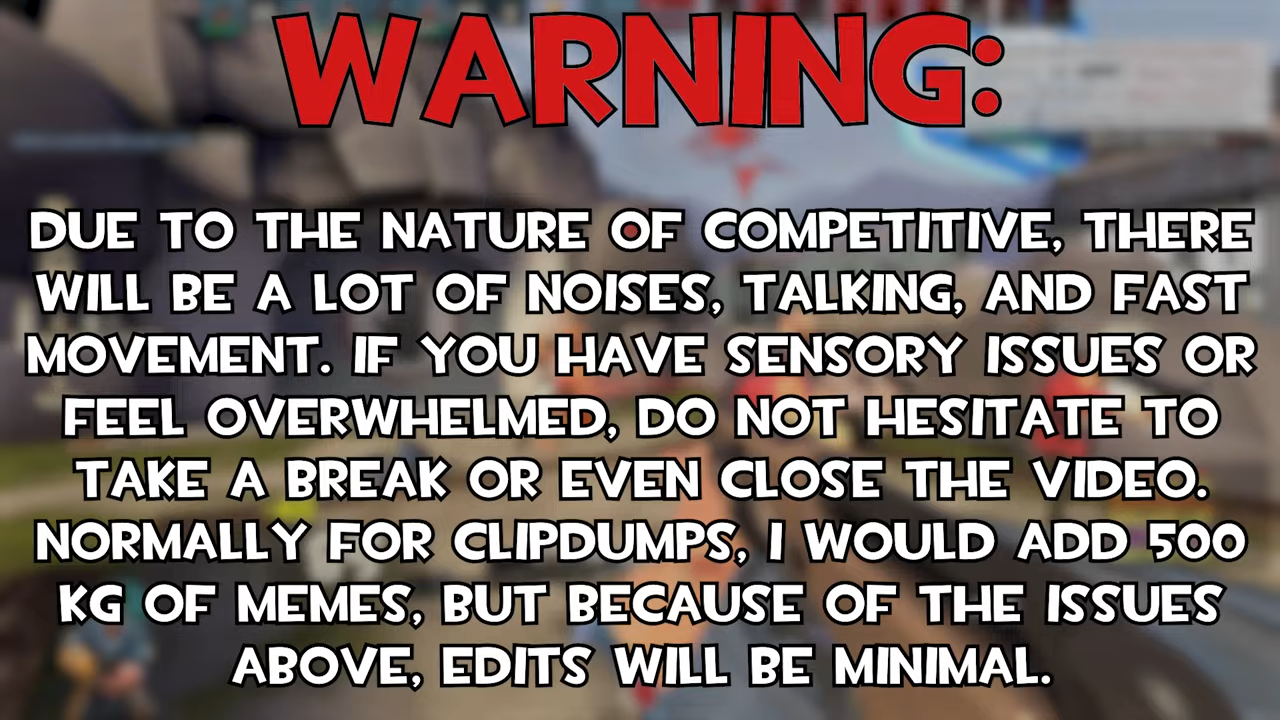 WARNING:
DUE TO THE NATURE OF COMPETITIVE, THERE
WILL BE A LOT OF NOISES, TALKING, AND FAST
MOVEMENT. IF YOU HAVE SENSORY ISSUES OR
FEEL OVERWHELMED, DO NOT HESITATE TO
TAKE A BREAK OR EVEN CLOSE THE VIDEO.
NORMALLY FOR CLIPDUMPS, I WOULD ADD 500
KG OF MEMES, BUT BECAUSE OF THE ISSUES
ABOVE, EDITS WILL BE MINIMAL.